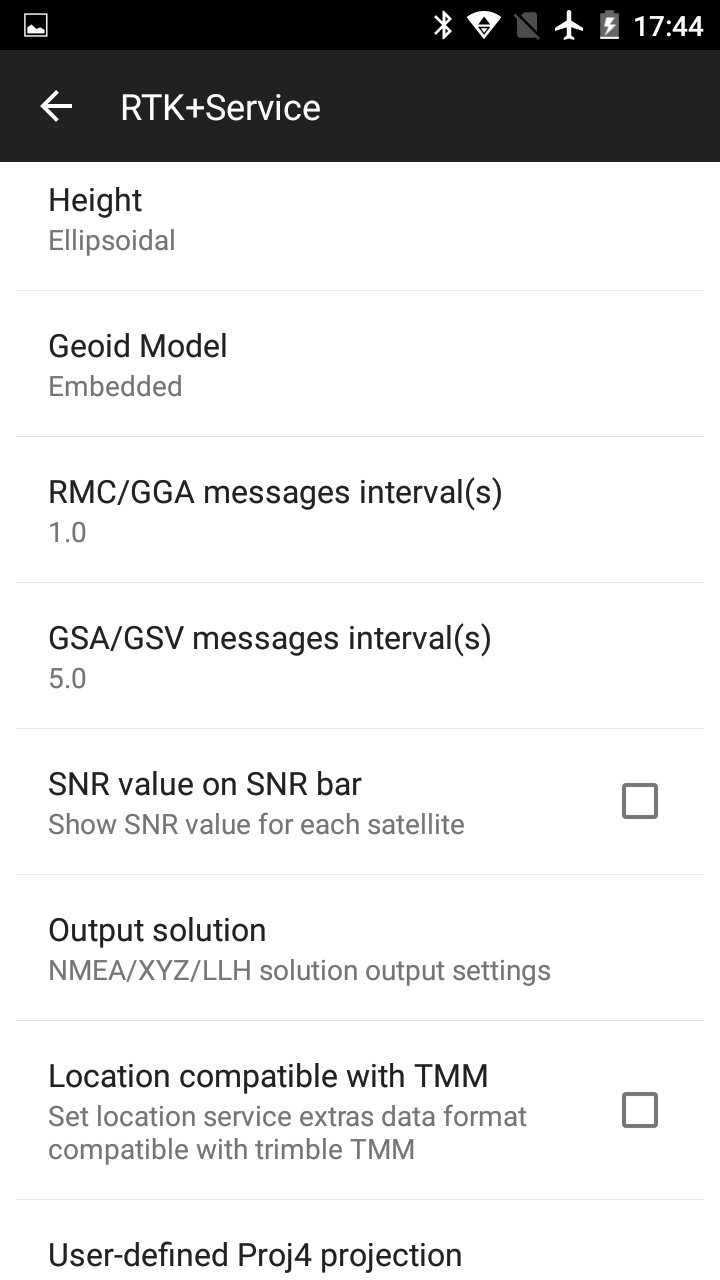 17:44
RTK+Service
Height
Ellipsoidal
Geoid Model
Embedded
RMC/GGA messages interval(s)
1.0
GSA/GSV messages interval(s)
5.0
SNR value on SNR bar
Show SNR value for each satellite
Output solution
NMEA/XYZ/LLH solution output settings
Location compatible with TMM
Set location service extras data format
compatible with trimble TMM
User-defined Proj4 projection